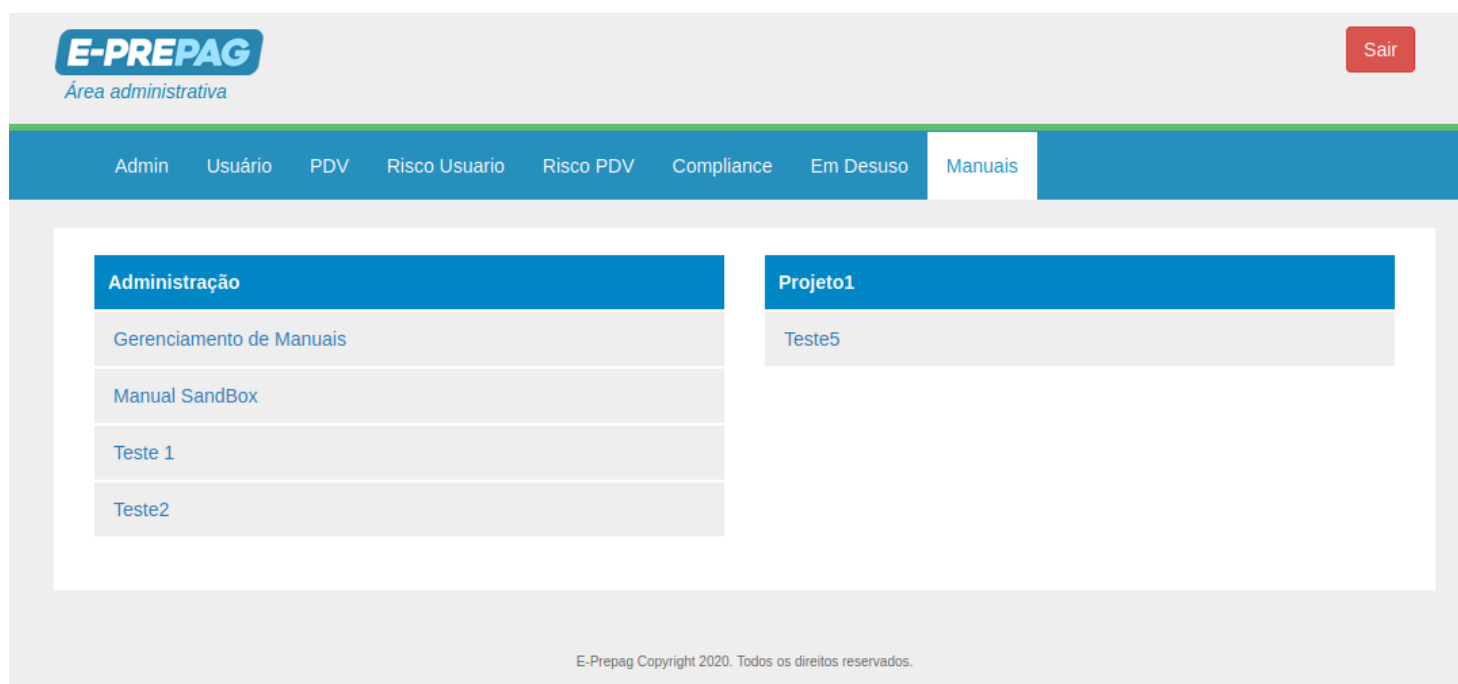 E-PREPAG
Sair
Área administrativa
Admin Usuário PDV Risco Usuario Risco PDV Compliance Em Desuso Manuais
Administração
Gerenciamento de Manuais
Manual SandBox
Teste 1
Teste2
Projeto1
Teste5
E-Prepag Copyright 2020. Todos os direitos reservados.